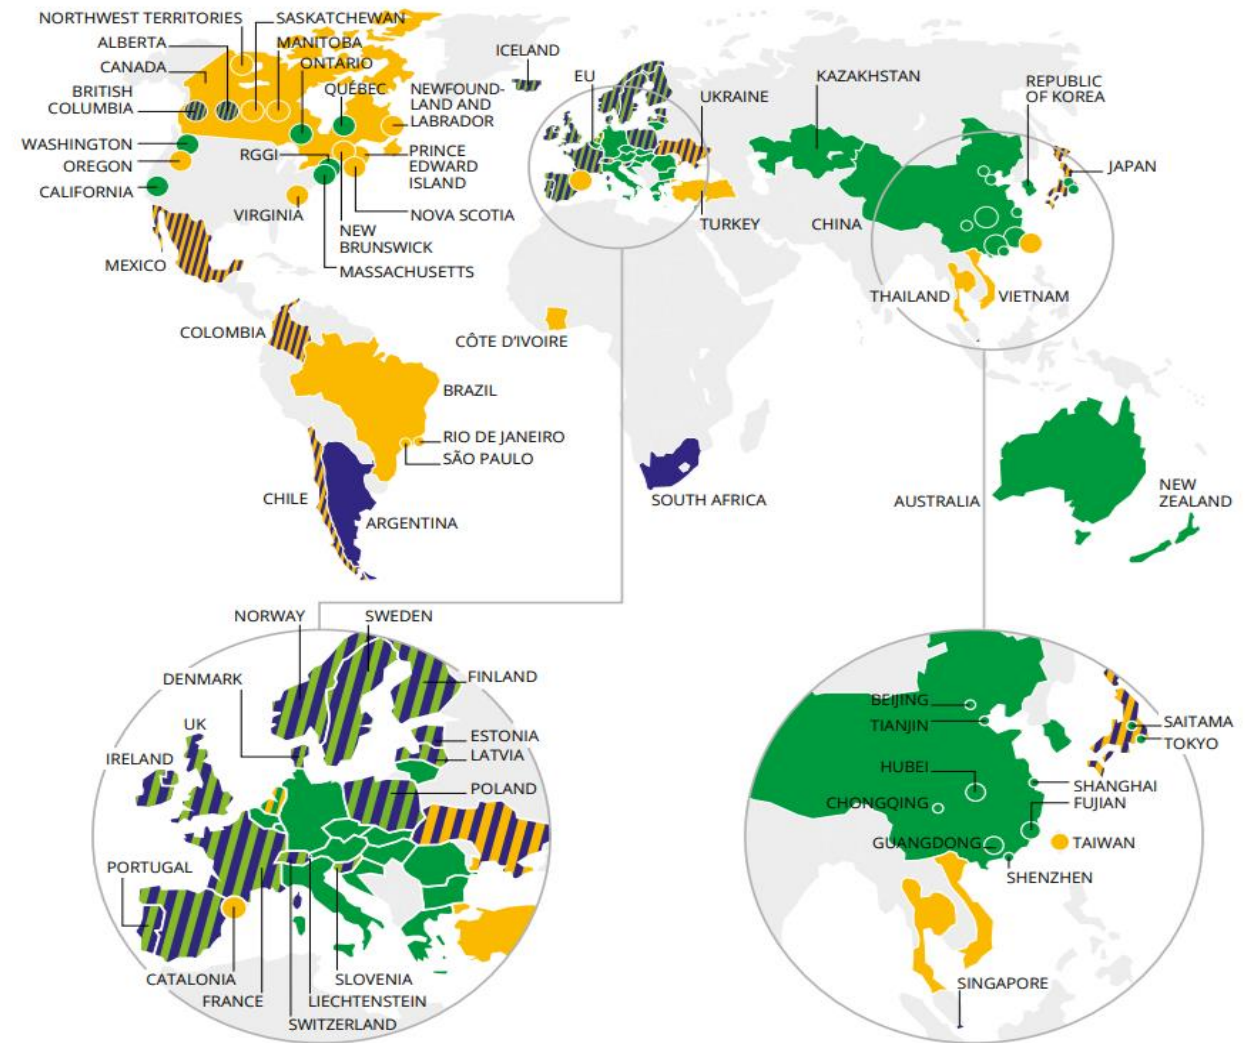 NORTHWEST TERRITORIES
SASKATCHEWAN
ALBERTA
MANITOBA
CANADA
ONTARIO
BRITISH
COLUMBIA
QUÉBEC
NEWFOUND-
LAND AND
LABRADOR
WASHINGTON
OREGON
RGGI
PRINCE
EDWARD
ISLAND
CALIFORNIA
VIRGINIA
NOVA SCOTIA
NEW
BRUNSWICK
MASSACHUSETTS
MEXICO
ICELAND
EU
UKRAINE
KAZAKHSTAN
REPUBLIC
OF KOREA
JAPAN
TURKEY
CHINA
THAILAND
VIETNAM
COLOMBIA
CÔTE D'IVOIRE
BRAZIL
RIO DE JANEIRO
SÃO PAULO
CHILE
ARGENTINA
SOUTH AFRICA
AUSTRALIA
NEW
ZEALAND
NORWAY
SWEDEN
DENMARK
FINLAND
UK
IRELAND
ESTONIA
LATVIA
POLAND
PORTUGAL
CATALONIA
FRANCE
SLOVENIA
LIECHTENSTEIN
SWITZERLAND
BEIJING
TIANJIN
SAITAMA
TOKYO
HUBEI
SHANGHAI
CHONGQING
FUJIAN
GUANGDONG
TAIWAN
SHENZHEN
SINGAPORE